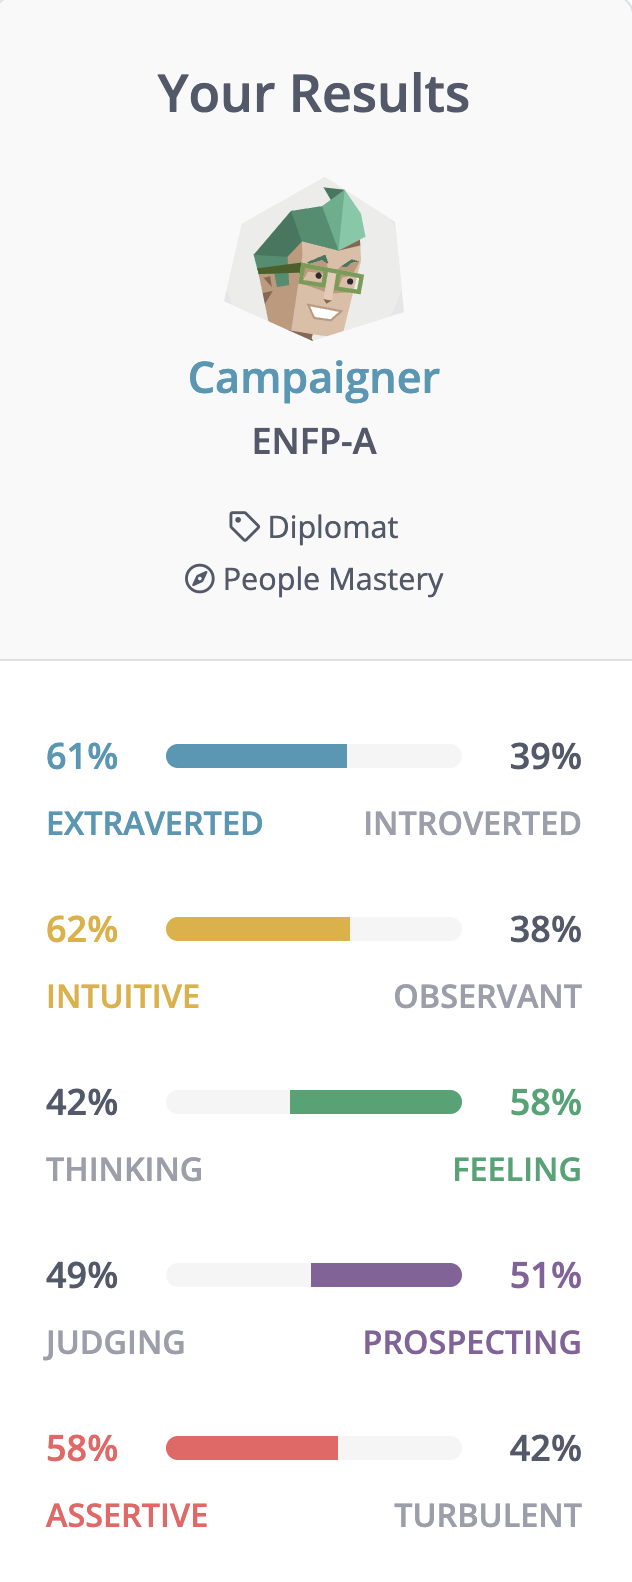 Your Results
Campaigner
ENFP-A
Diplomat
People Mastery
61% 39%
EXTRAVERTED INTROVERTED
62% 38%
INTUITIVE OBSERVANT
42% 58%
THINKING FEELING
49% 51%
JUDGING PROSPECTING
58% 42%
ASSERTIVE TURBULENT